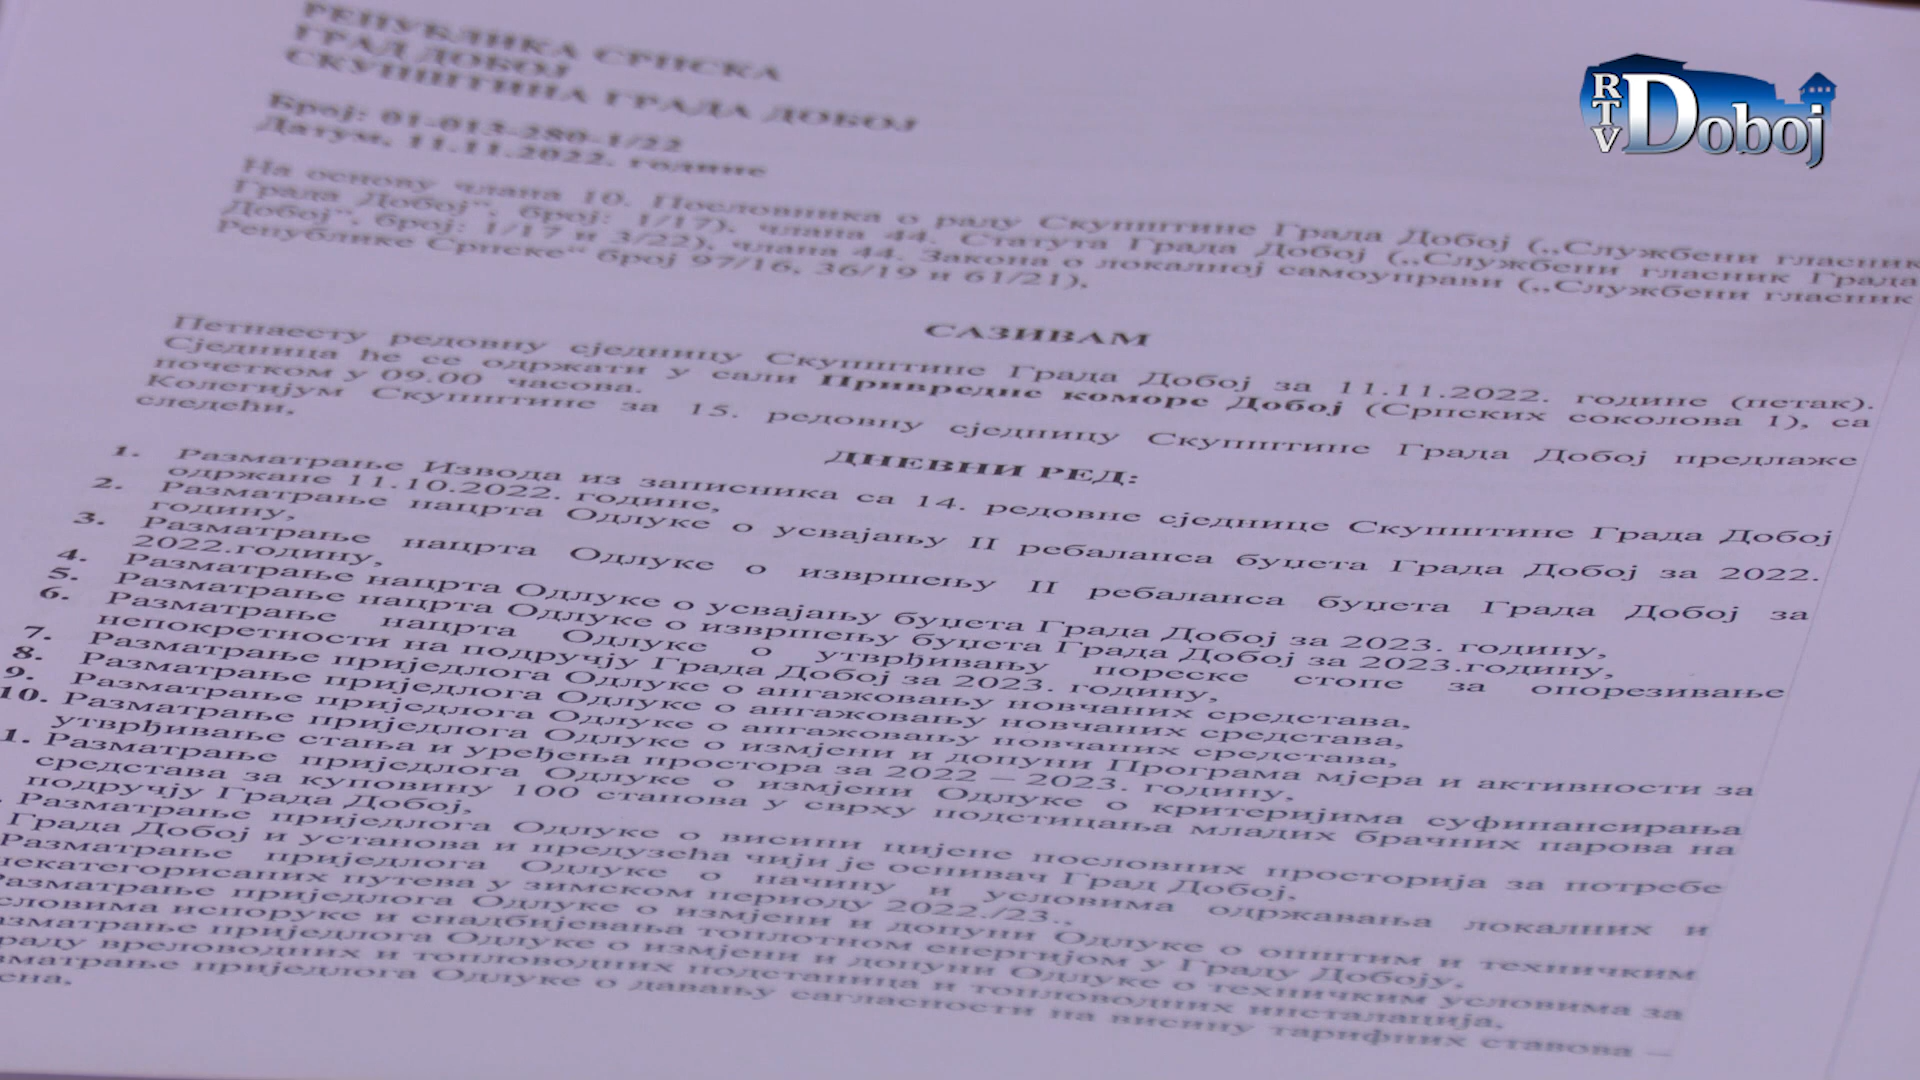 РЕПУБЛИКА СРПСКА
ГРАД ДОБОЈ
СКУПШТИНА ГРАДА ДОБОЈ
Број: 01-013-280-1/22
Датум, 11.11.2022. године
RTV Doboj
На основу члана 10. Пословника о раду Скупштине Града Добој („Службени гласник
Града Добој“, број: 1/17), члана 44. Статута Града Добој („Службени гласник Града
Добој“, број: 1/17 и 3/22), члана 44. Закона о локалној самоуправи („Службени гласник
Републике Српске“ број 97/16, 36/19 и 61/21),
САЗИВАМ
Петнаесту редовну сједницу Скупштине Града Добој за 11.11.2022. године (петак).
Сједница ће се одржати у сали Привредне коморе Добој (Српских соколова 1), са
почетком у 09.00 часова.
Колегијум Скупштине за 15. редовну сједницу Скупштине Града Добој предлаже
следећи,
ДНЕВНИ РЕД:
1. Разматрање Извода из записника са 14. редовне сједнице Скупштине Града Добој
одржане 11.10.2022. године,
2. Разматрање нацрта Одлуке о усвајању II ребаланса буџета Града Добој за 2022.
годину,
3. Разматрање нацрта Одлуке о извршењу II ребаланса буџета Града Добој за
2022.годину,
4. Разматрање нацрта Одлуке о усвајању буџета Града Добој за 2023. годину,
5. Разматрање нацрта Одлуке о извршењу буџета Града Добој за 2023.годину,
6. Разматрање нацрта Одлуке о утврђивању пореске стопе за опорезивање
непокретности на подручју Града Добој за 2023. годину,
7. Разматрање приједлога Одлуке о ангажовању новчаних средстава,
8. Разматрање приједлога Одлуке о ангажовању новчаних средстава,
9. Разматрање приједлога Одлуке о ангажовању новчаних средстава,
10. Разматрање приједлога Одлуке о измјени и допуни Програма мјера и активности за
утврђивање стања и уређења простора за 2022 – 2023. годину,
1. Разматрање приједлога Одлуке о измјени Одлуке о критеријима суфинансирања
средстава за куповину 100 станова у сврху подстицања младих брачних парова на
подручју Града Добој,
. Разматрање приједлога Одлуке о висини цијене пословних просторија за потребе
Града Добој и установа и предузећа чији је оснивач Град Добој,
Разматрање приједлога Одлуке о начину и условима одржавања локалних и
некатегорисаних путева у зимском периоду 2022./23.,
Разматрање приједлога Одлуке о измјени и допуни Одлуке о општим и техничким
словима испоруке и снадбијевања топлотном енергијом у Граду Добоју,
азматрање приједлога Одлуке о измјени и допуни Одлуке о техничким условима за
раду вреловодних и топловодних подстаница и топловодних инсталација,
зматрање приједлога Одлуке о давању сагласности на висину тарифних ставова –
јена,